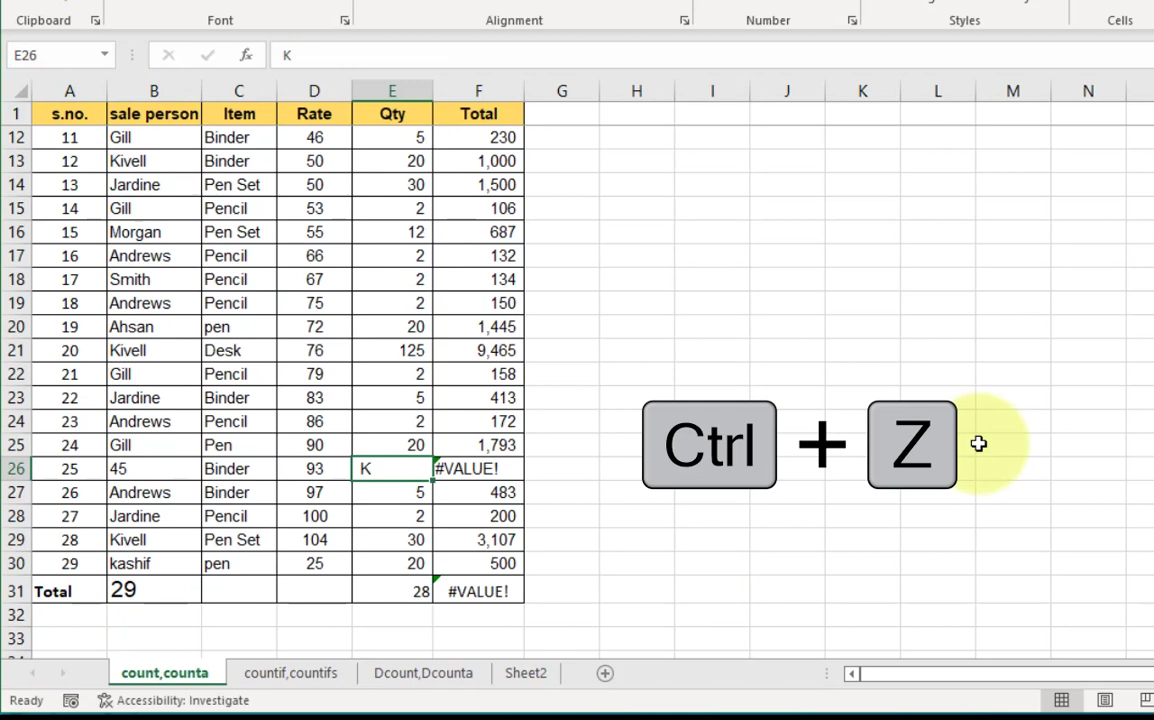 Clipboard Font Alignment Number Styles Cells
E26 fx K
A B C D E F G H I J K L M N
1 s.no. sale person Item Rate Qty Total
12 11 Gill Binder 46 5 230
13 12 Kivell Binder 50 20 1,000
14 13 Jardine Pen Set 50 30 1,500
15 14 Gill Pencil 53 2 106
16 15 Morgan Pen Set 55 12 687
17 16 Andrews Pencil 66 2 132
18 17 Smith Pencil 67 2 134
19 18 Andrews Pencil 75 2 150
20 19 Ahsan pen 72 20 1,445
21 20 Kivell Desk 76 125 9,465
22 21 Gill Pencil 79 2 158
23 22 Jardine Binder 83 5 413
24 23 Andrews Pencil 86 2 172
25 24 Gill Pen 90 20 1,793
Ctrl + Z
26 25 45 Binder 93 K #VALUE!
27 26 Andrews Binder 97 5 483
28 27 Jardine Pencil 100 2 200
29 28 Kivell Pen Set 104 30 3,107
30 29 kashif pen 25 20 500
31 Total 29 28 #VALUE!
32
33
count,counta countif,countifs Dcount,Dcounta Sheet2
Ready Accessibility: Investigate